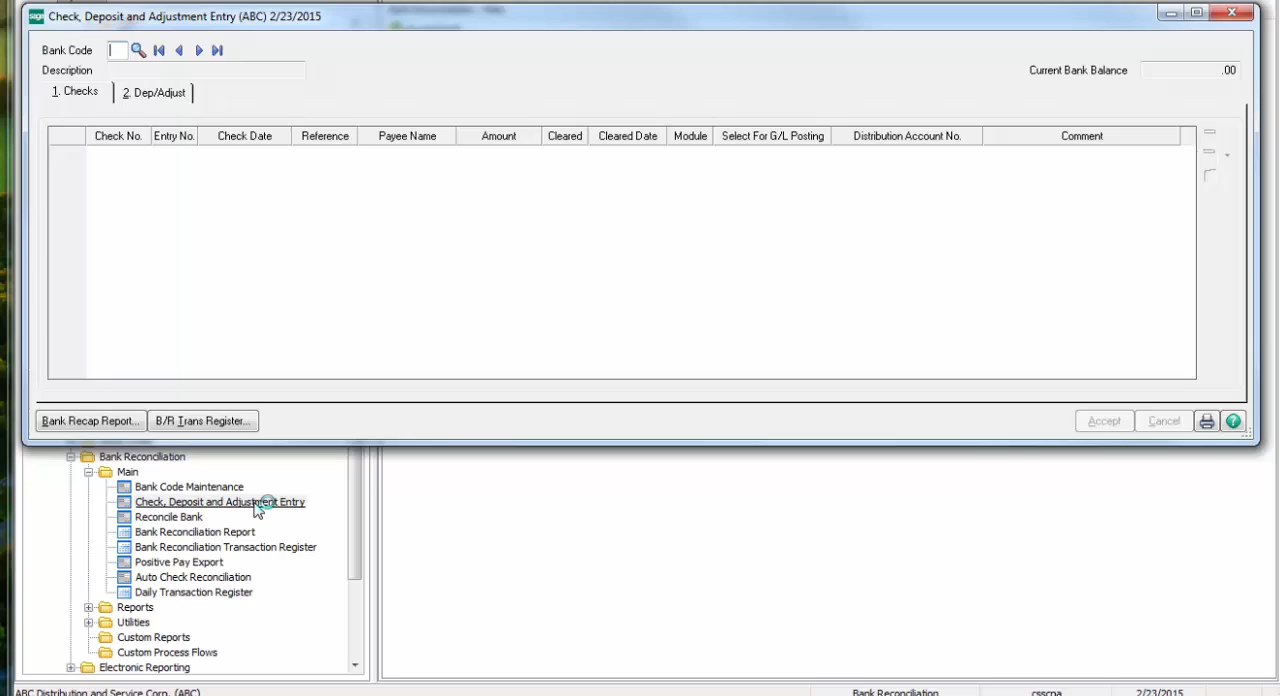 sage Check, Deposit and Adjustment Entry (ABC) 2/23/2015
Bank Code
Description
Current Bank Balance .00
1. Checks 2. Dep/Adjust
Check No. Entry No. Check Date Reference Payee Name Amount Cleared Cleared Date Module Select For G/L Posting Distribution Account No. Comment
Bank Recap Report... B/R Trans Register... Accept Cancel
Bank Reconciliation
Main
Bank Code Maintenance
Check, Deposit and Adjustment Entry
Reconcile Bank
Bank Reconciliation Report
Bank Reconciliation Transaction Register
Positive Pay Export
Auto Check Reconciliation
Daily Transaction Register
Reports
Utilities
Custom Reports
Custom Process Flows
Electronic Reporting
ABC Distribution and Service Corp. (ABC) Bank Reconciliation csscpa 2/23/2015